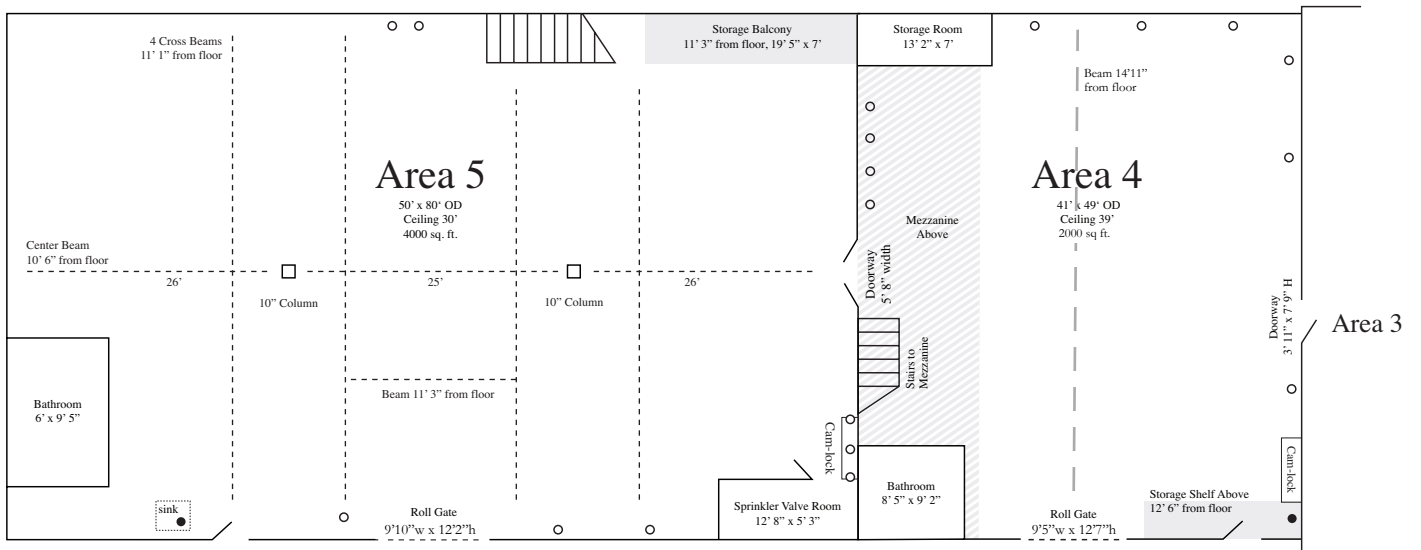 4 Cross Beams
11' 1" from floor
Storage Balcony
11' 3" from floor, 19' 5" x 7'
Storage Room
13' 2" x 7'
Beam 14'11"
from floor
Area 5
50' x 80' OD
Ceiling 30'
4000 sq. ft.
Area 4
41' x 49' OD
Ceiling 39'
2000 sq ft.
Mezzanine
Above
Center Beam
10' 6" from floor
26'
25'
26'
10" Column
10" Column
Doorway
5' 8" width
Doorway
3' 11" x 7' 9" H
Area 3
Stairs to
Mezzanine
Beam 11' 3" from floor
Bathroom
6' x 9' 5"
Cam-lock
Cam-lock
sink
Roll Gate
9'10"w x 12'2"h
Sprinkler Valve Room
12' 8" x 5' 3"
Bathroom
8' 5" x 9' 2"
Roll Gate
9'5"w x 12'7"h
Storage Shelf Above
12' 6" from floor